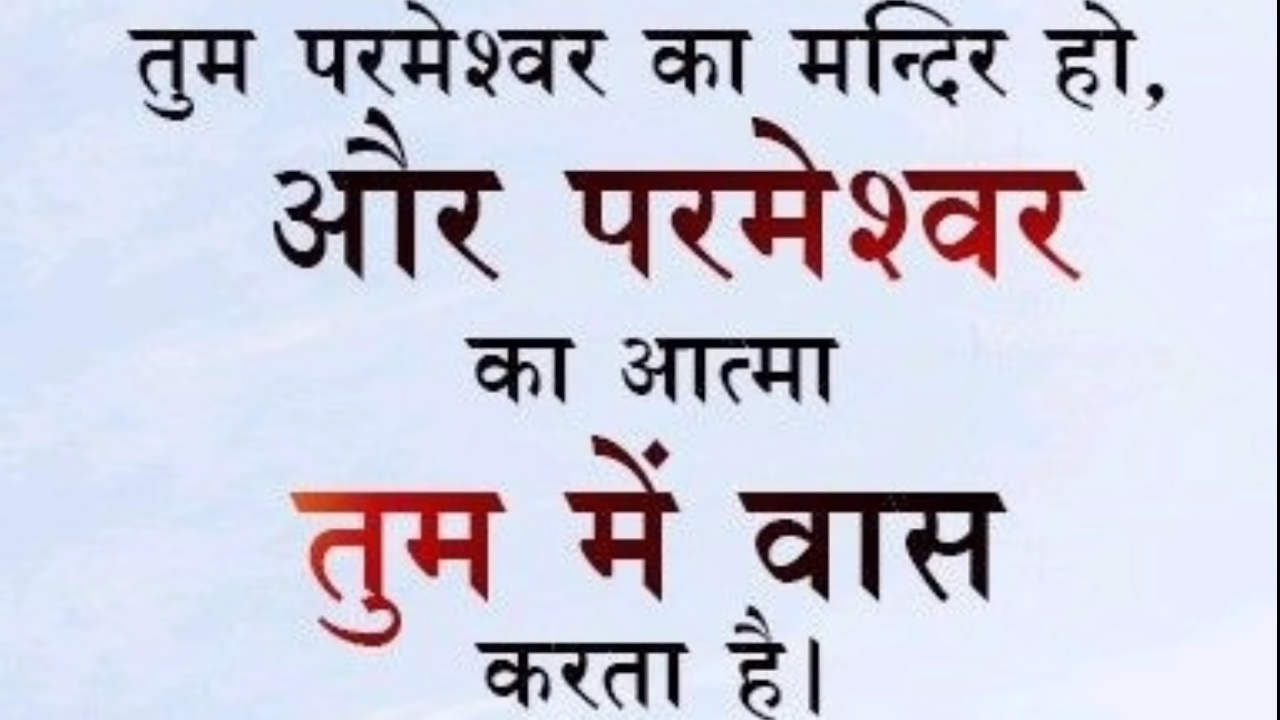 तुम परमेश्वर का मन्दिर हो,
और परमेश्वर
का आत्मा
तुम में वास
करता है।